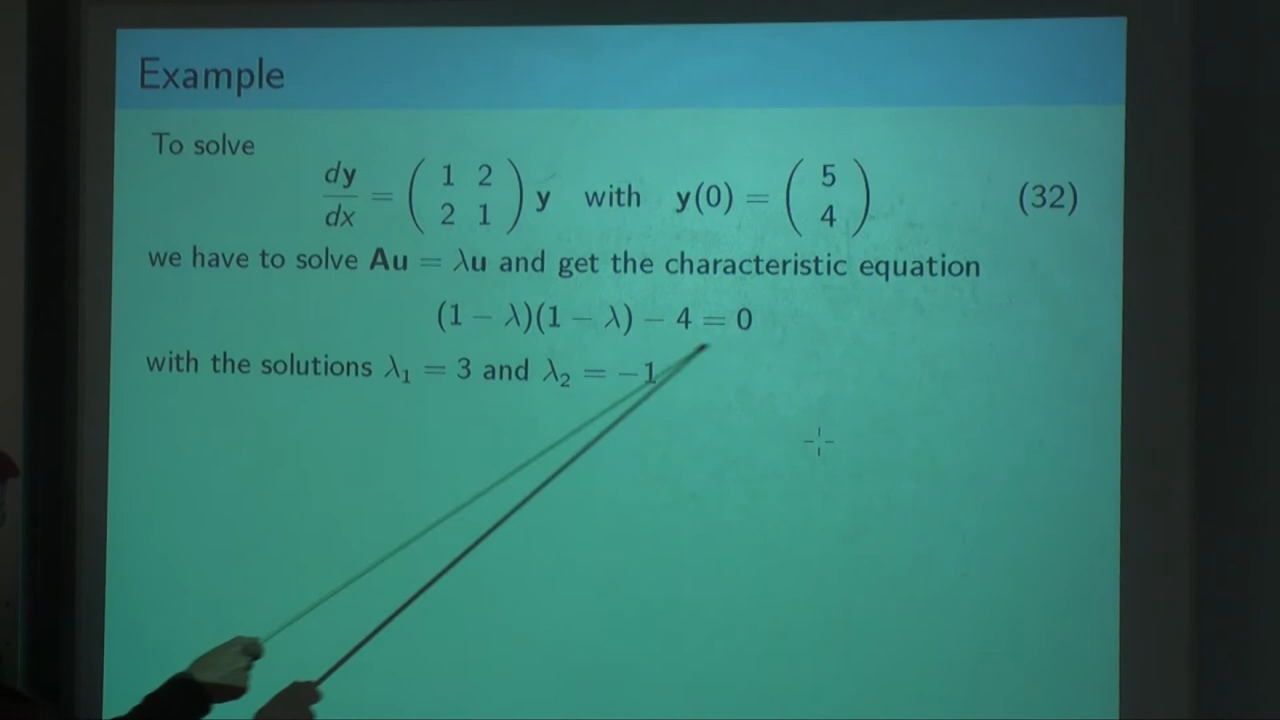 Example
To solve
dy/dx = ( 1 2 ; 2 1 ) y with y(0) = ( 5 ; 4 ) (32)
we have to solve Au = λu and get the characteristic equation
(1 − λ)(1 − λ) − 4 = 0
with the solutions λ₁ = 3 and λ₂ = −1